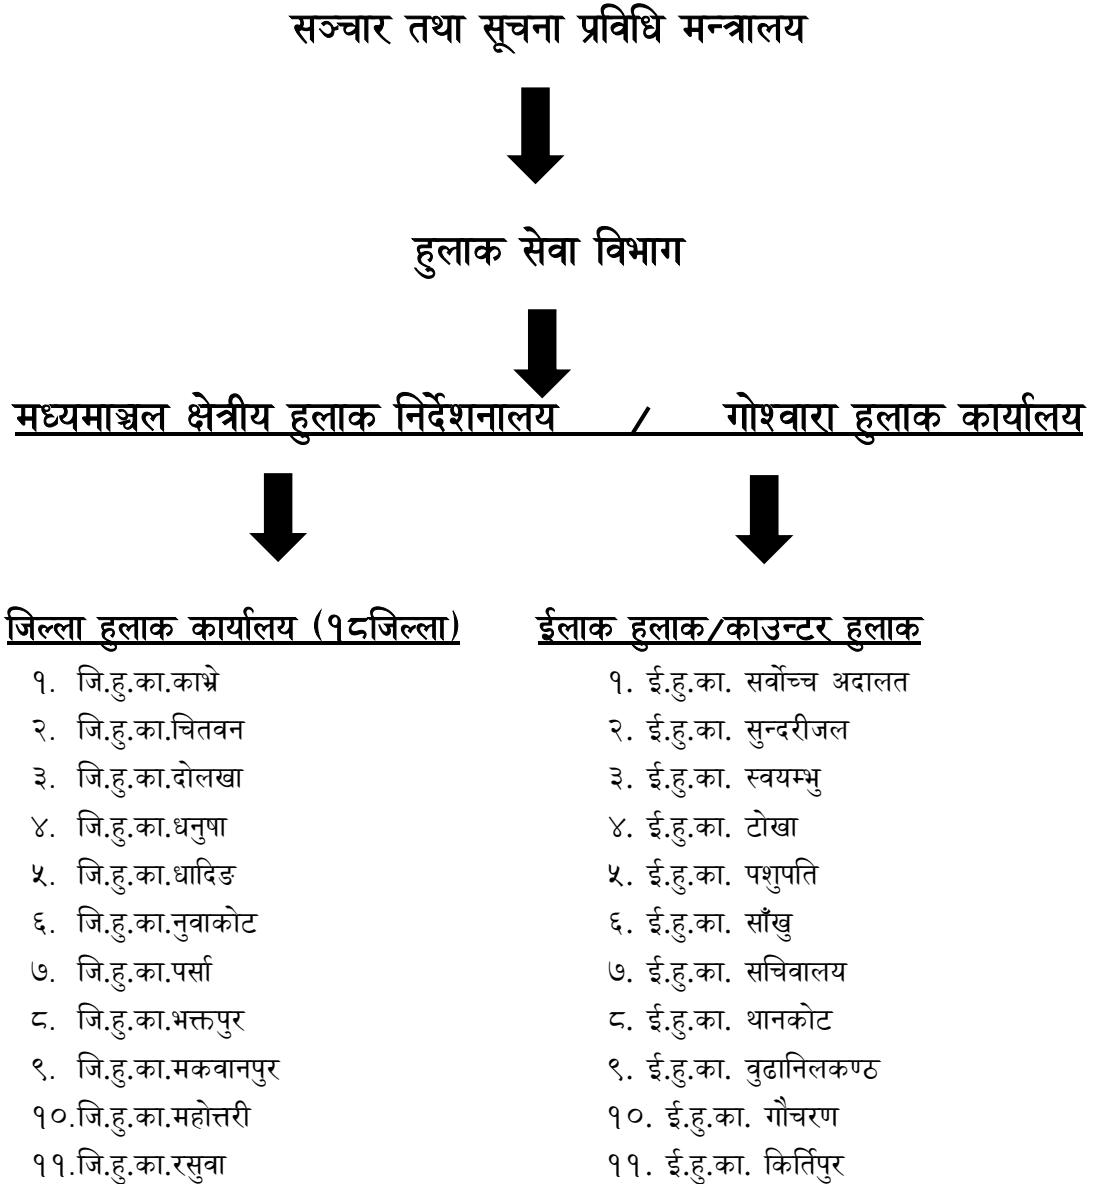 सञ्चार तथा सूचना प्रविधि मन्त्रालय
हुलाक सेवा विभाग
मध्यमाञ्चल क्षेत्रीय हुलाक निर्देशनालय / गोश्वारा हुलाक कार्यालय
जिल्ला हुलाक कार्यालय (१८जिल्ला)
१. जि.हु.का.काभ्रे
२. जि.हु.का.चितवन
३. जि.हु.का.दोलखा
४. जि.हु.का.धनुषा
५. जि.हु.का.धादिङ
६. जि.हु.का.नुवाकोट
७. जि.हु.का.पर्सा
८. जि.हु.का.भक्तपुर
९. जि.हु.का.मकवानपुर
१०.जि.हु.का.महोत्तरी
११.जि.हु.का.रसुवा
ईलाक हुलाक/काउन्टर हुलाक
१. ई.हु.का. सर्वोच्च अदालत
२. ई.हु.का. सुन्दरीजल
३. ई.हु.का. स्वयम्भु
४. ई.हु.का. टोखा
५. ई.हु.का. पशुपति
६. ई.हु.का. साँखु
७. ई.हु.का. सचिवालय
८. ई.हु.का. थानकोट
९. ई.हु.का. वुढानिलकण्ठ
१०. ई.हु.का. गौचरण
११. ई.हु.का. किर्तिपुर